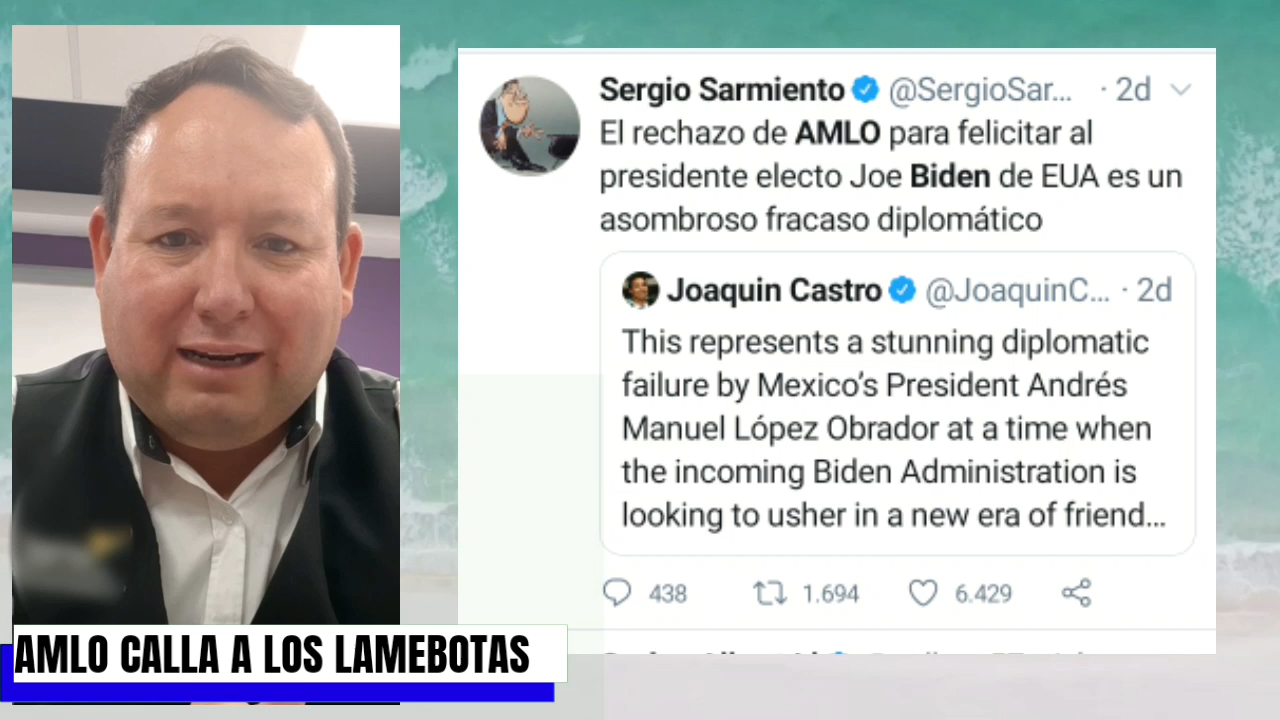 Sergio Sarmiento @SergioSar... · 2d
El rechazo de AMLO para felicitar al
presidente electo Joe Biden de EUA es un
asombroso fracaso diplomático
Joaquin Castro @JoaquinC... · 2d
This represents a stunning diplomatic
failure by Mexico's President Andrés
Manuel López Obrador at a time when
the incoming Biden Administration is
looking to usher in a new era of friend...
438 1.694 6.429
AMLO CALLA A LOS LAMEBOTAS